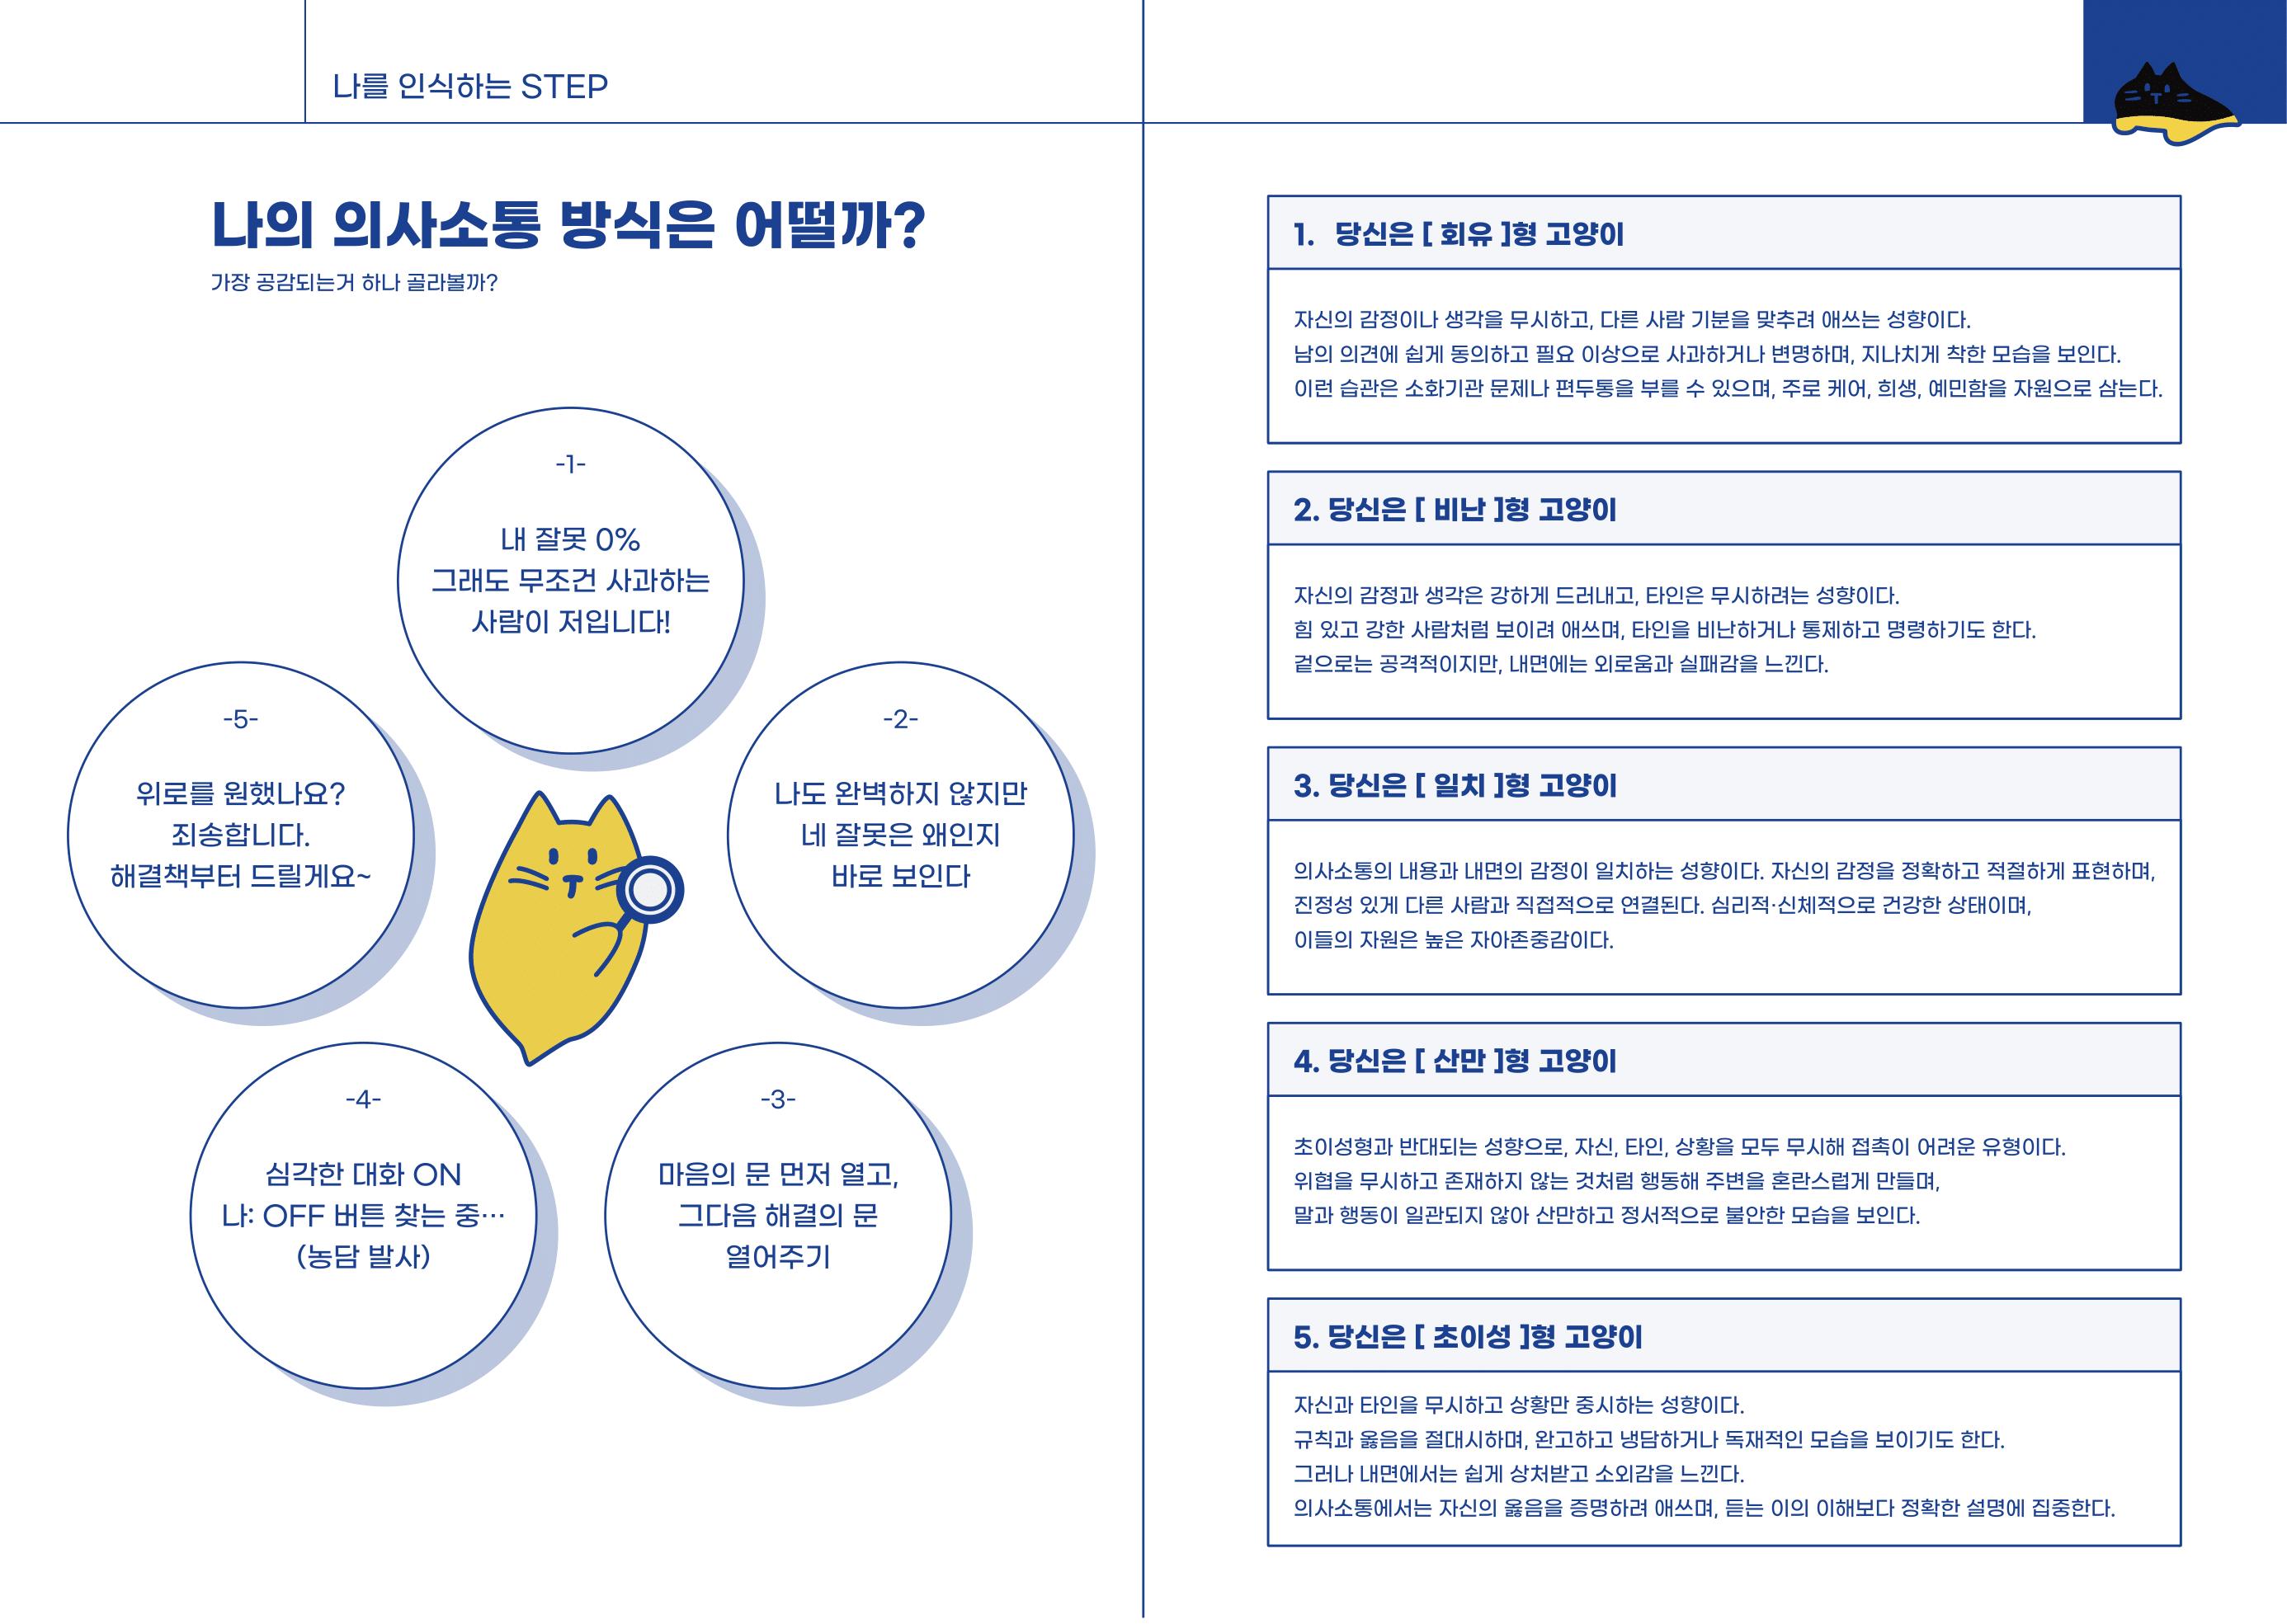 나를 인식하는 STEP
나의 의사소통 방식은 어떨까?
가장 공감되는거 하나 골라볼까?
-1-
내 잘못 0%
그래도 무조건 사과하는
사람이 저입니다!
-2-
나도 완벽하지 않지만
네 잘못은 왜인지
바로 보인다
-3-
마음의 문 먼저 열고,
그다음 해결의 문
열어주기
-4-
심각한 대화 ON
나: OFF 버튼 찾는 중…
(농담 발사)
-5-
위로를 원했나요?
죄송합니다.
해결책부터 드릴게요~
1. 당신은 [ 회유 ]형 고양이
자신의 감정이나 생각을 무시하고, 다른 사람 기분을 맞추려 애쓰는 성향이다.
남의 의견에 쉽게 동의하고 필요 이상으로 사과하거나 변명하며, 지나치게 착한 모습을 보인다.
이런 습관은 소화기관 문제나 편두통을 부를 수 있으며, 주로 케어, 희생, 예민함을 자원으로 삼는다.
2. 당신은 [ 비난 ]형 고양이
자신의 감정과 생각은 강하게 드러내고, 타인은 무시하려는 성향이다.
힘 있고 강한 사람처럼 보이려 애쓰며, 타인을 비난하거나 통제하고 명령하기도 한다.
겉으로는 공격적이지만, 내면에는 외로움과 실패감을 느낀다.
3. 당신은 [ 일치 ]형 고양이
의사소통의 내용과 내면의 감정이 일치하는 성향이다. 자신의 감정을 정확하고 적절하게 표현하며,
진정성 있게 다른 사람과 직접적으로 연결된다. 심리적·신체적으로 건강한 상태이며,
이들의 자원은 높은 자아존중감이다.
4. 당신은 [ 산만 ]형 고양이
초이성형과 반대되는 성향으로, 자신, 타인, 상황을 모두 무시해 접촉이 어려운 유형이다.
위협을 무시하고 존재하지 않는 것처럼 행동해 주변을 혼란스럽게 만들며,
말과 행동이 일관되지 않아 산만하고 정서적으로 불안한 모습을 보인다.
5. 당신은 [ 초이성 ]형 고양이
자신과 타인을 무시하고 상황만 중시하는 성향이다.
규칙과 옳음을 절대시하며, 완고하고 냉담하거나 독재적인 모습을 보이기도 한다.
그러나 내면에서는 쉽게 상처받고 소외감을 느낀다.
의사소통에서는 자신의 옳음을 증명하려 애쓰며, 듣는 이의 이해보다 정확한 설명에 집중한다.